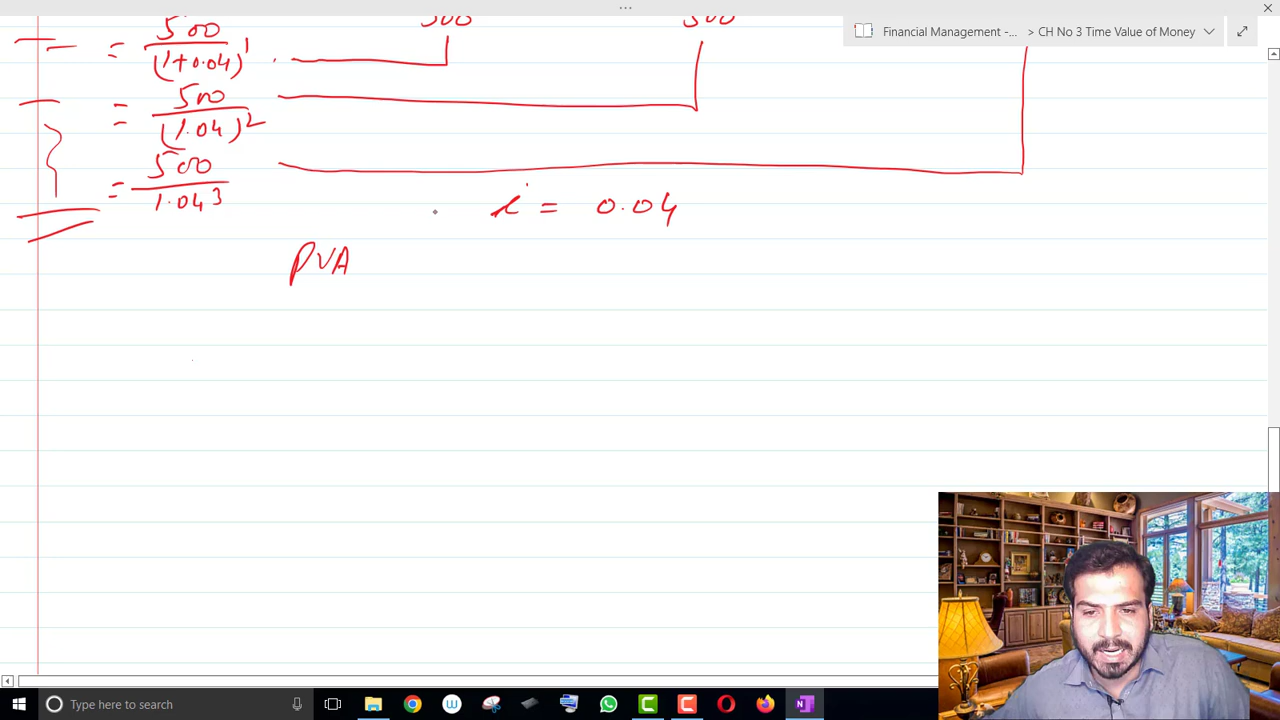 Financial Management -... > CH No 3 Time Value of Money
500 500
= 500/(1+0.04)^1
= 500/(1.04)^2
= 500/1.04^3
i = 0.04
PVA
Type here to search